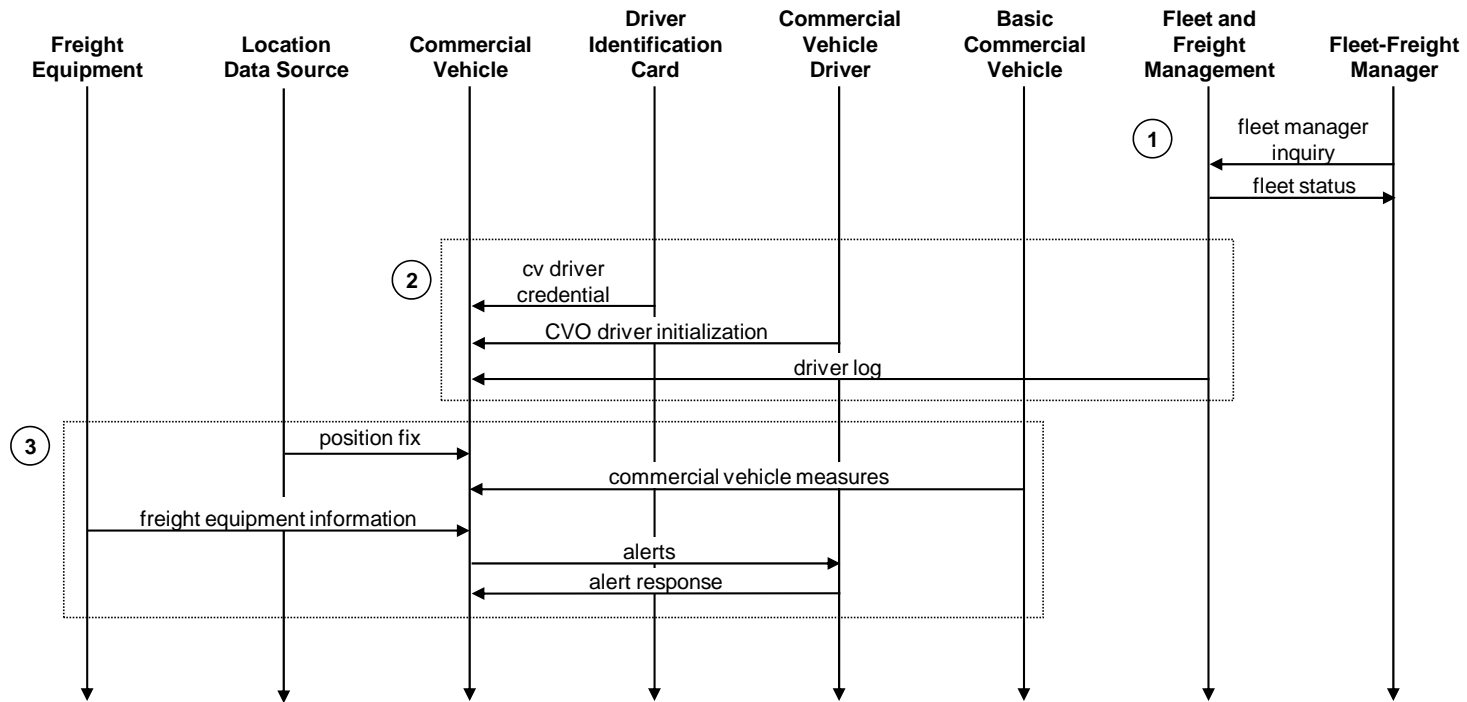 Freight
Equipment
Location
Data Source
Commercial
Vehicle
Driver
Identification
Card
Commercial
Vehicle
Driver
Basic
Commercial
Vehicle
Fleet and
Freight
Management
Fleet-Freight
Manager
1
fleet manager
inquiry
fleet status
2
cv driver
credential
CVO driver initialization
driver log
3
position fix
commercial vehicle measures
freight equipment information
alerts
alert response